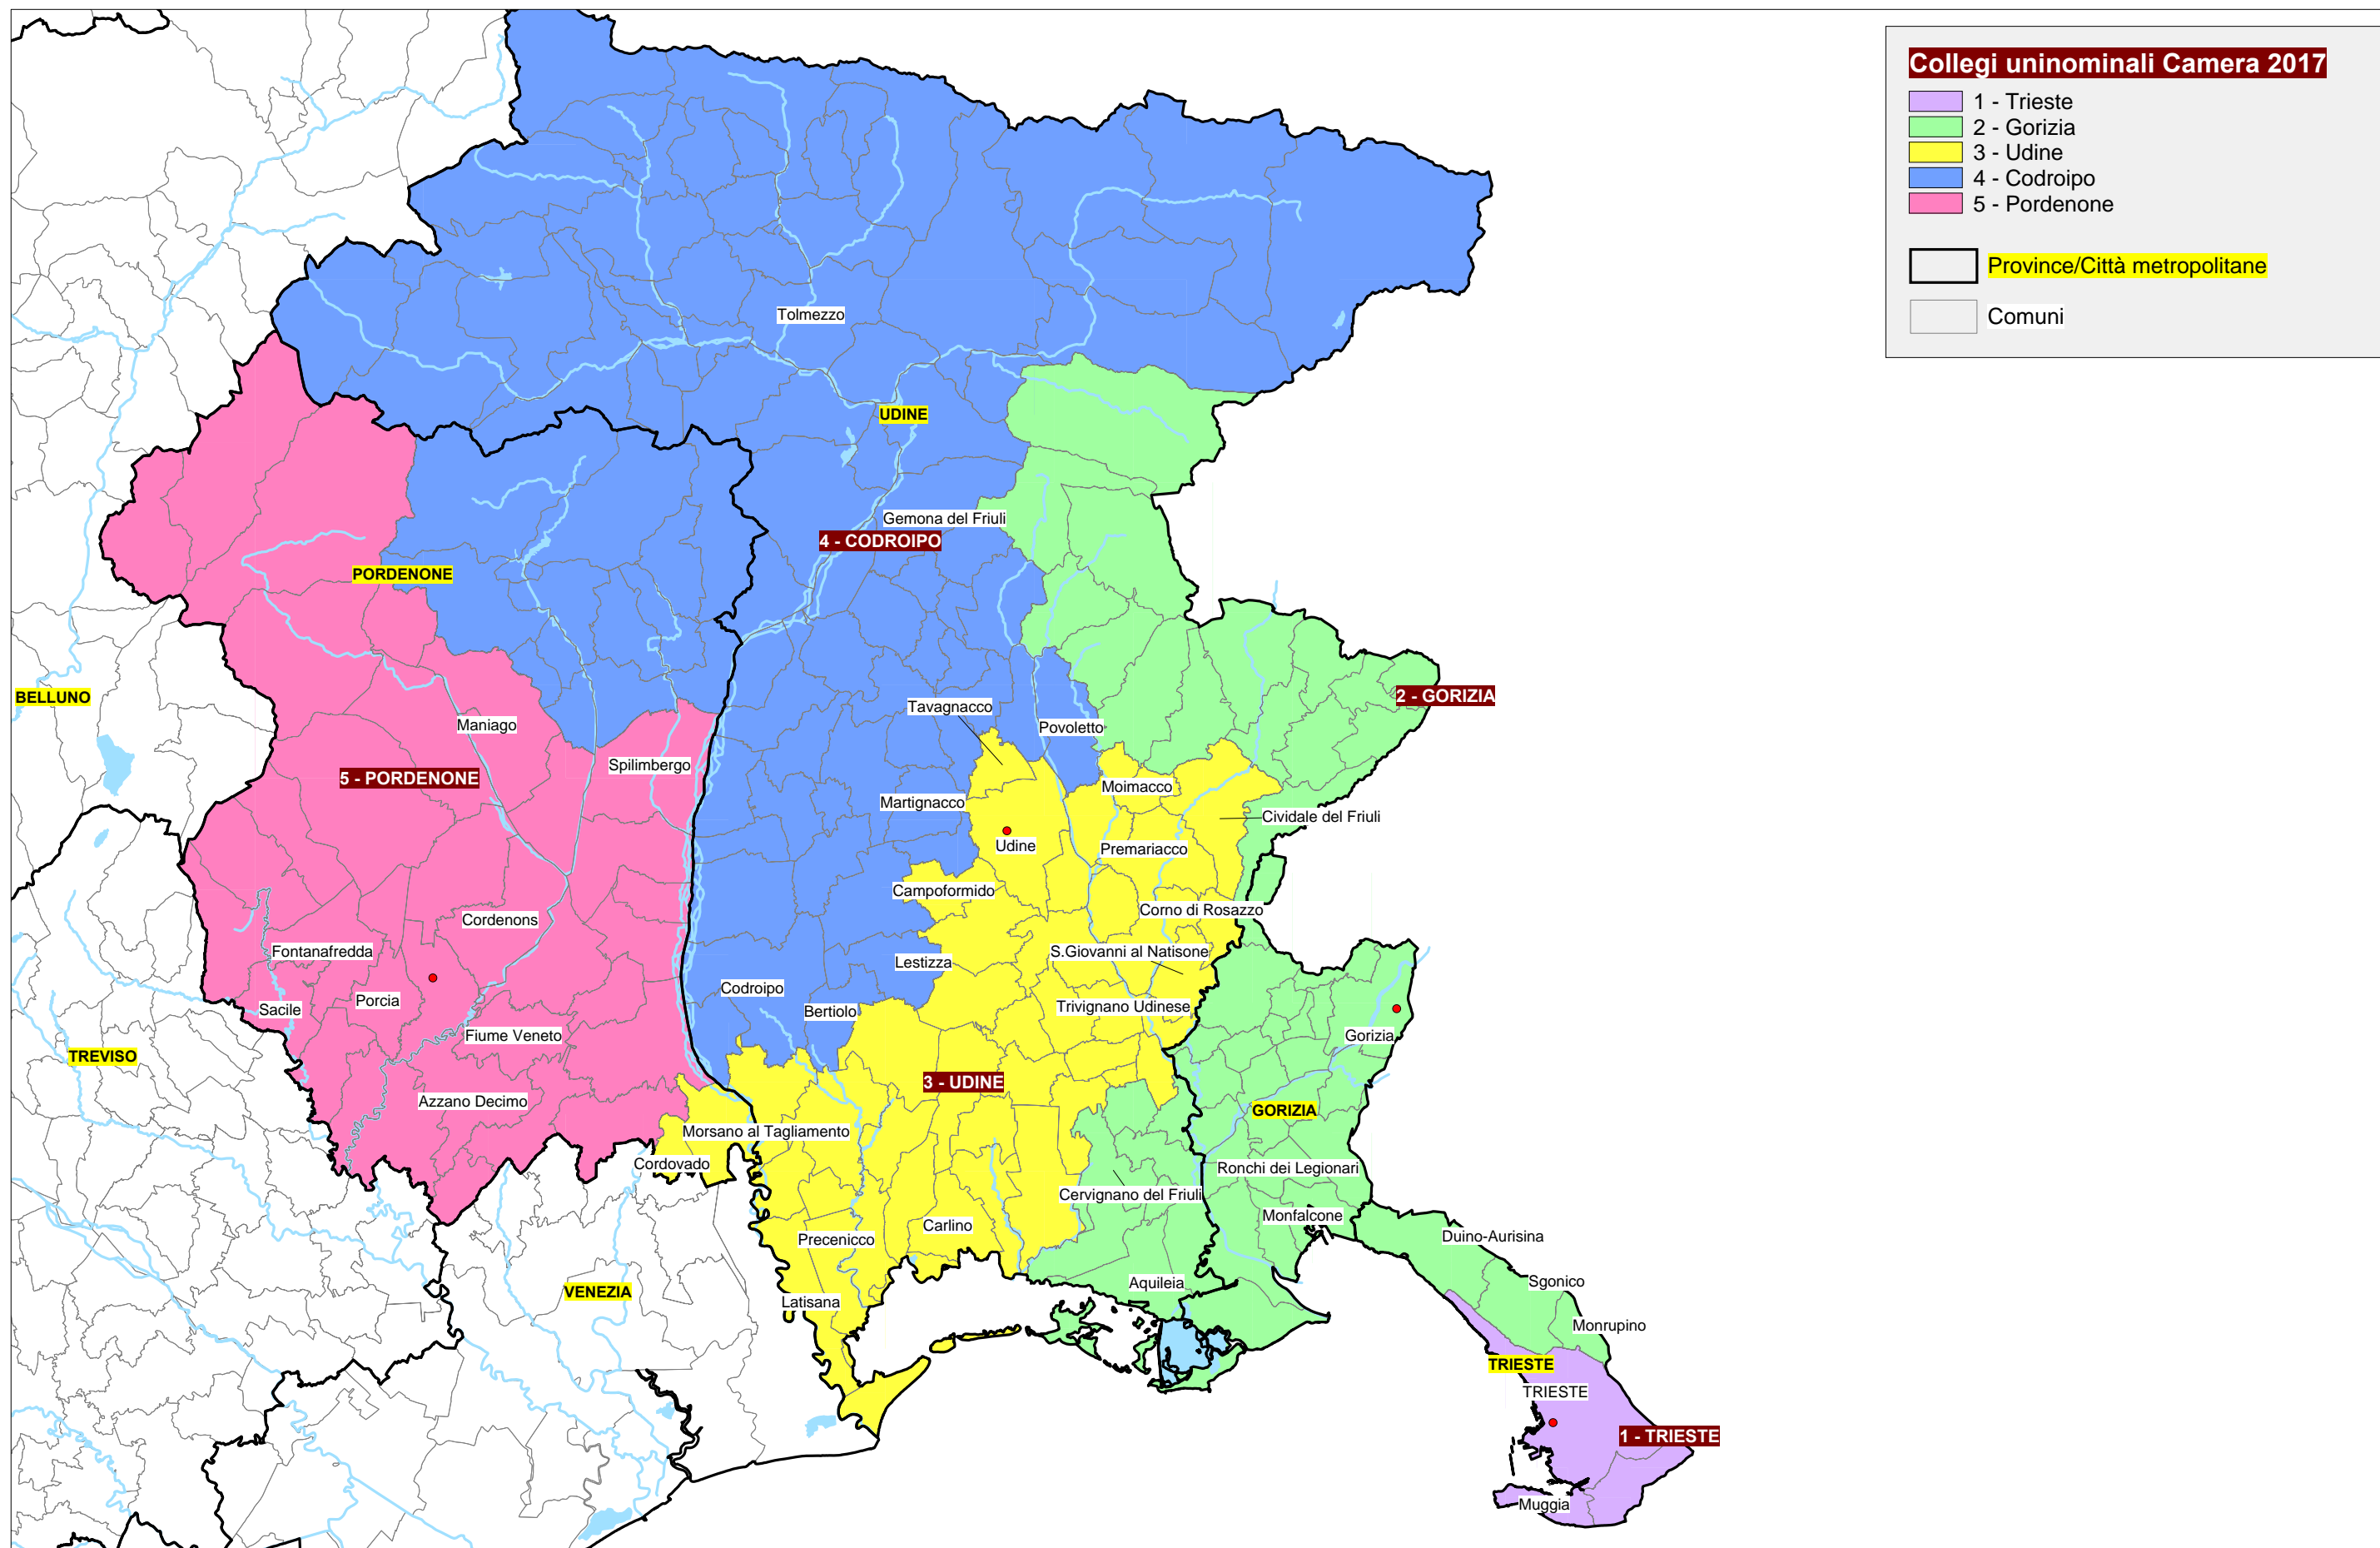 Collegi uninominali Camera 2017
1 - Trieste
2 - Gorizia
3 - Udine
4 - Codroipo
5 - Pordenone
Province/Città metropolitane
Comuni
Tolmezzo
UDINE
Gemona del Friuli
4 - CODROIPO
PORDENONE
BELLUNO
2 - GORIZIA
Tavagnacco
Maniago
Povoletto
Spilimbergo
5 - PORDENONE
Moimacco
Martignacco
Cividale del Friuli
Udine
Premariacco
Campoformido
Corno di Rosazzo
Cordenons
Fontanafredda
S.Giovanni al Natisone
Lestizza
Codroipo
Porcia
Sacile
Bertiolo
Trivignano Udinese
Fiume Veneto
Gorizia
TREVISO
3 - UDINE
Azzano Decimo
GORIZIA
Morsano al Tagliamento
Cordovado
Ronchi dei Legionari
Cervignano del Friuli
Monfalcone
Carlino
Precenicco
Duino-Aurisina
Aquileia
Sgonico
VENEZIA
Latisana
Monrupino
TRIESTE
TRIESTE
1 - TRIESTE
Muggia